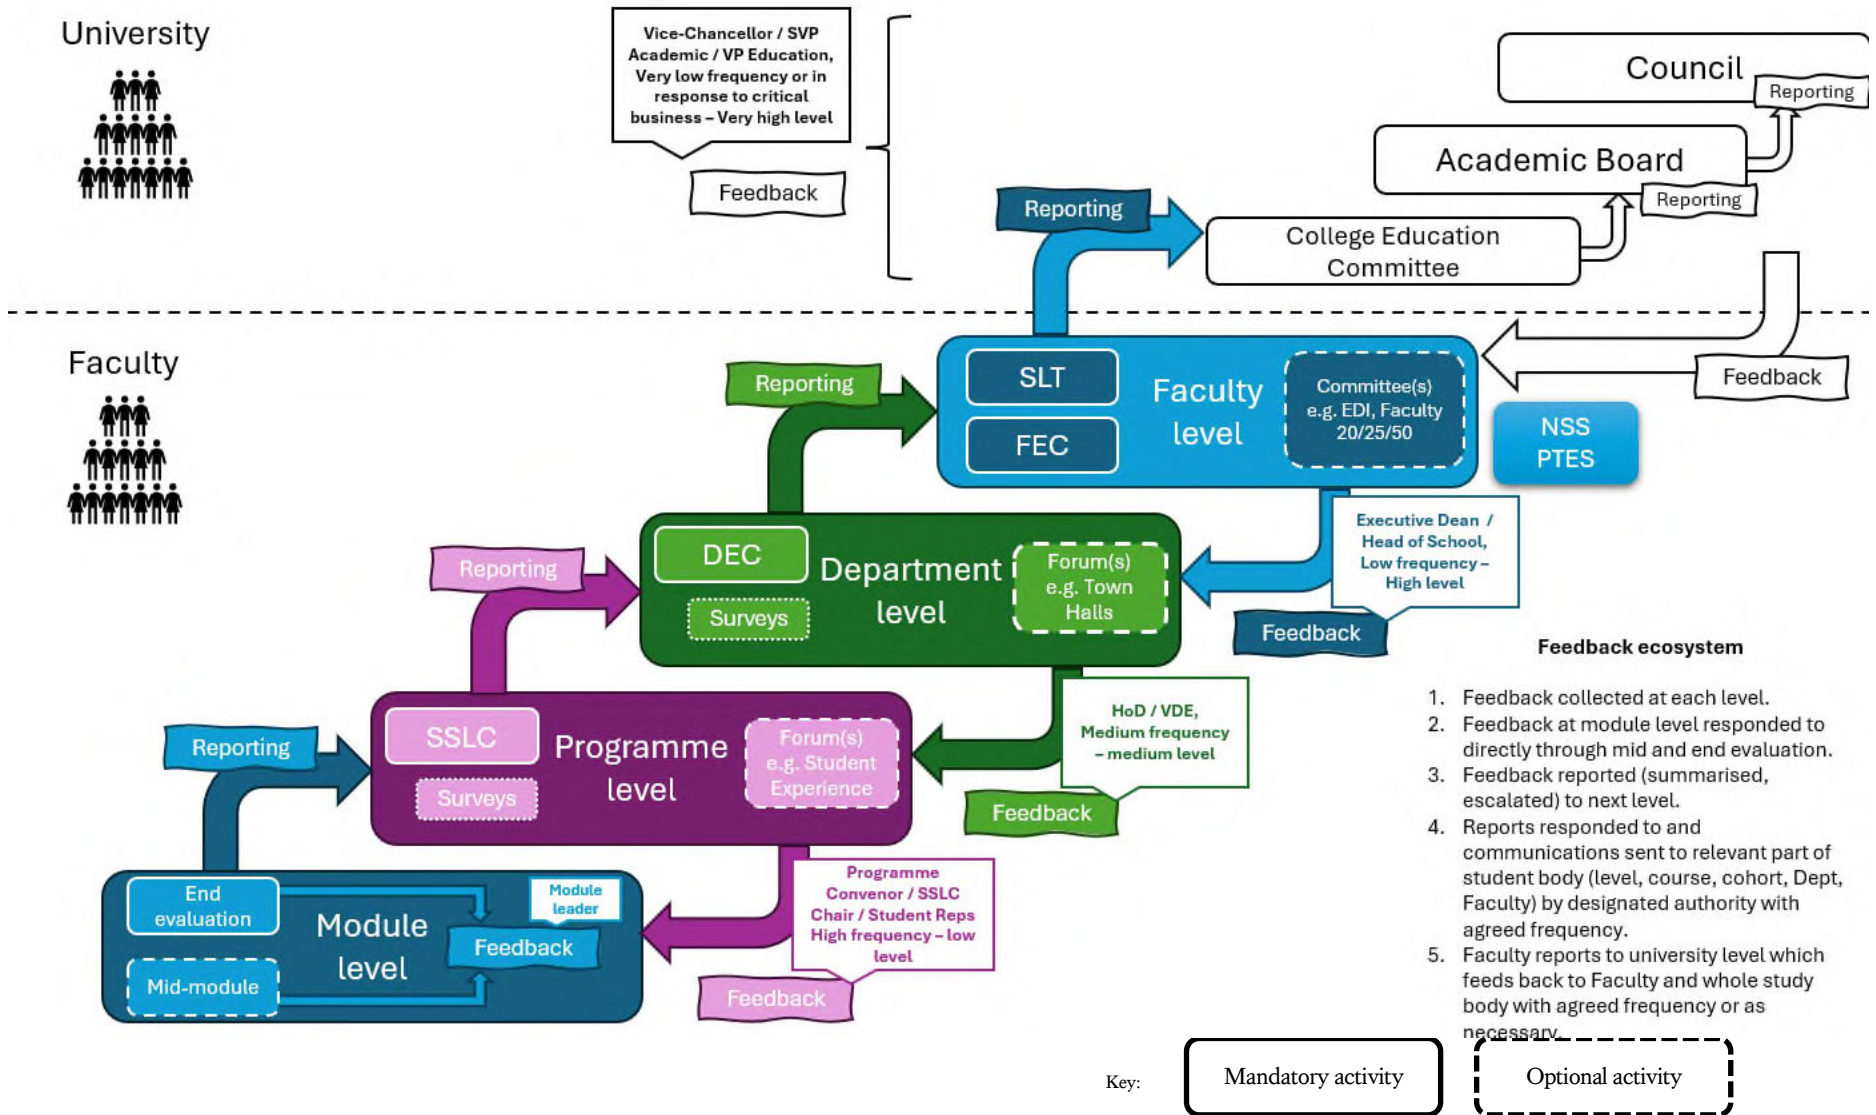 University
Vice-Chancellor / SVP
Academic / VP Education,
Very low frequency or in
response to critical
business – Very high level
Feedback
Council
Reporting
Academic Board
Reporting
Reporting
College Education
Committee
Feedback
Faculty
Reporting
SLT
FEC
Faculty
level
Committee(s)
e.g. EDI, Faculty
20/25/50
NSS
PTES
Executive Dean /
Head of School,
Low frequency –
High level
Feedback
Reporting
DEC
Surveys
Department
level
Forum(s)
e.g. Town
Halls
HoD / VDE,
Medium frequency
– medium level
Feedback
Reporting
SSLC
Surveys
Programme
level
Forum(s)
e.g. Student
Experience
Programme
Convenor / SSLC
Chair / Student Reps
High frequency – low
level
Feedback
End
evaluation
Mid-module
Module
level
Module
leader
Feedback
Feedback ecosystem
1. Feedback collected at each level.
2. Feedback at module level responded to
directly through mid and end evaluation.
3. Feedback reported (summarised,
escalated) to next level.
4. Reports responded to and
communications sent to relevant part of
student body (level, course, cohort, Dept,
Faculty) by designated authority with
agreed frequency.
5. Faculty reports to university level which
feeds back to Faculty and whole study
body with agreed frequency or as
necessary.
Key:
Mandatory activity
Optional activity